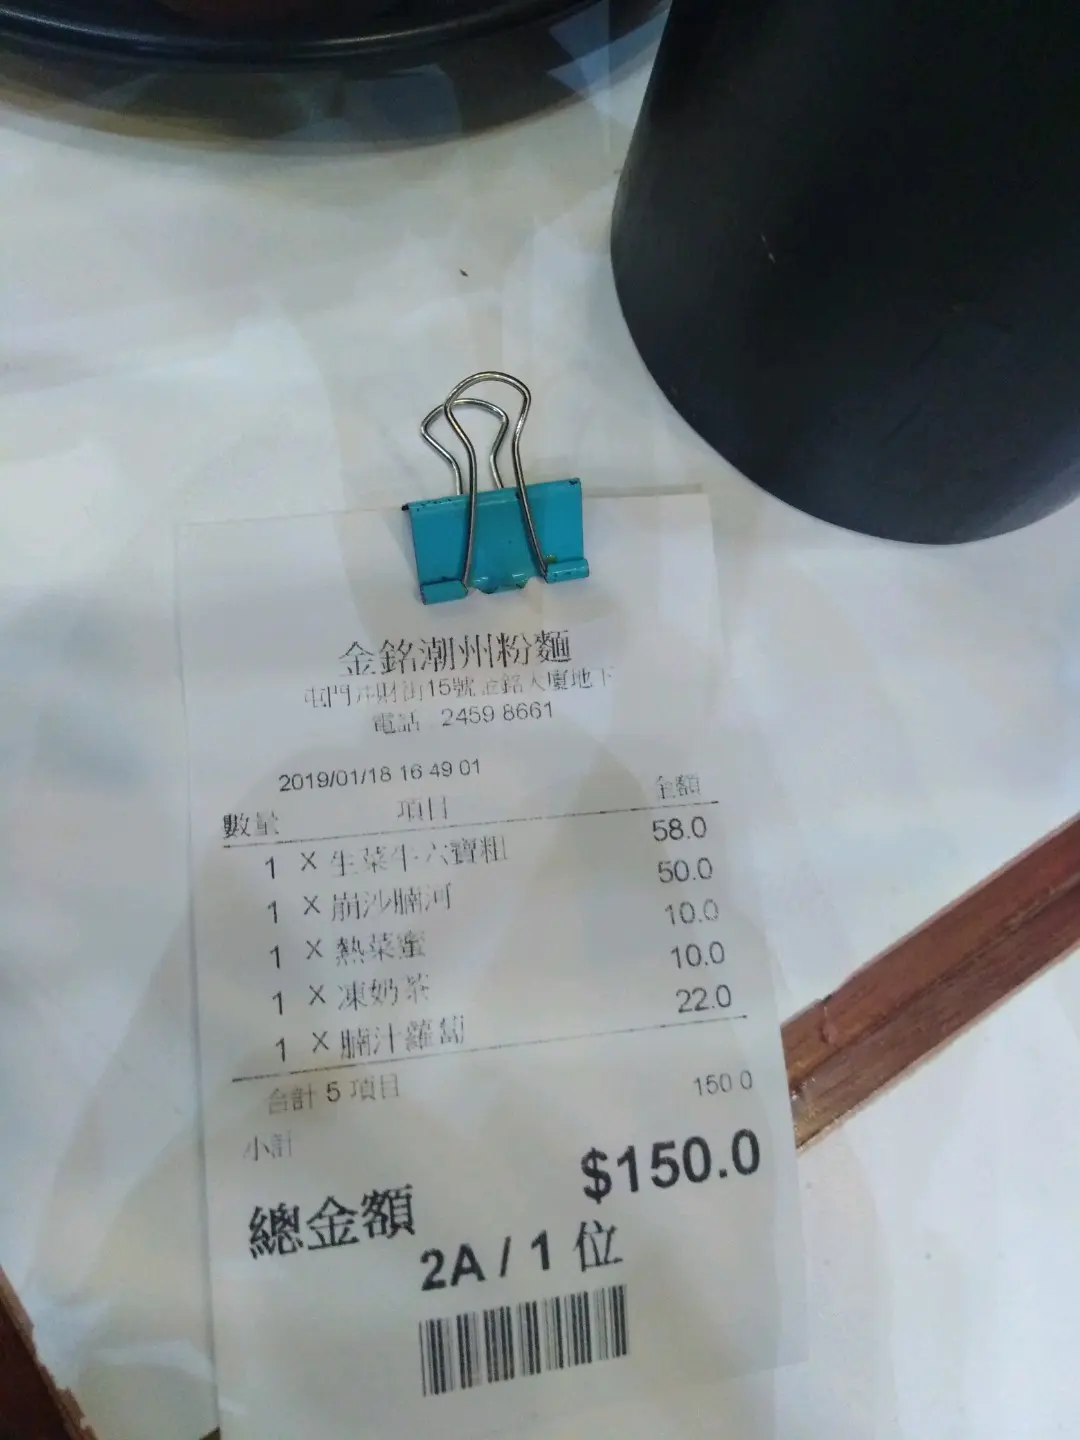 金銘潮州粉麵
屯門井財街15號金銘大廈地下
電話 : 2459 8661
2019/01/18 16:49:01
數量 項目 金額
1 X 生菜牛六寶粗 58.0
1 X 崩沙腩河 50.0
1 X 熱菜蜜 10.0
1 X 凍奶茶 10.0
1 X 腩汁蘿蔔 22.0
合計 5 項目
小計 150.0
總金額 $150.0
2A / 1 位